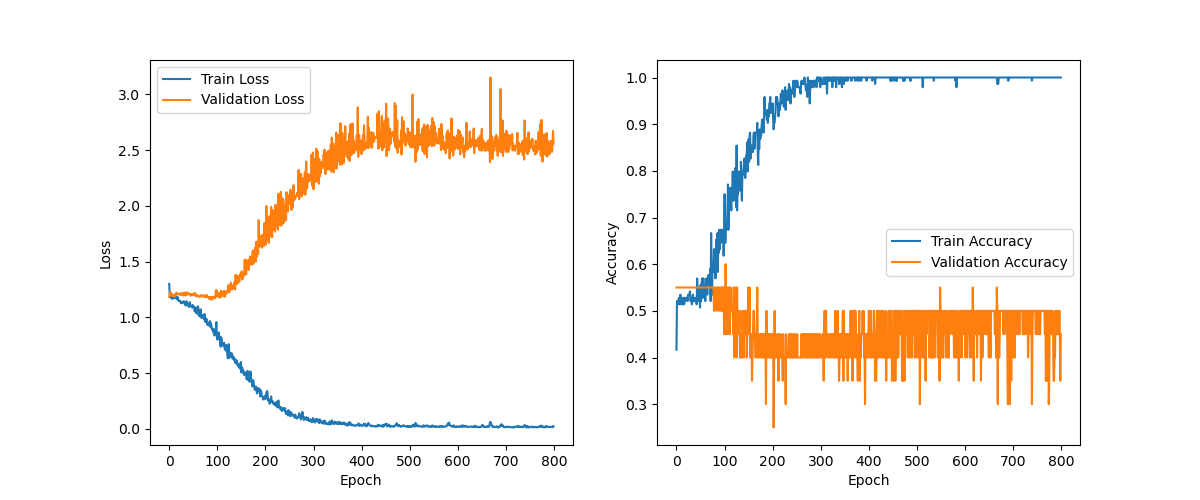 Train Loss
Validation Loss
3.0
2.5
2.0
1.5
1.0
0.5
0.0
Loss
0 100 200 300 400 500 600 700 800
Epoch
1.0
0.9
0.8
0.7
0.6
0.5
0.4
0.3
Accuracy
Train Accuracy
Validation Accuracy
0 100 200 300 400 500 600 700 800
Epoch